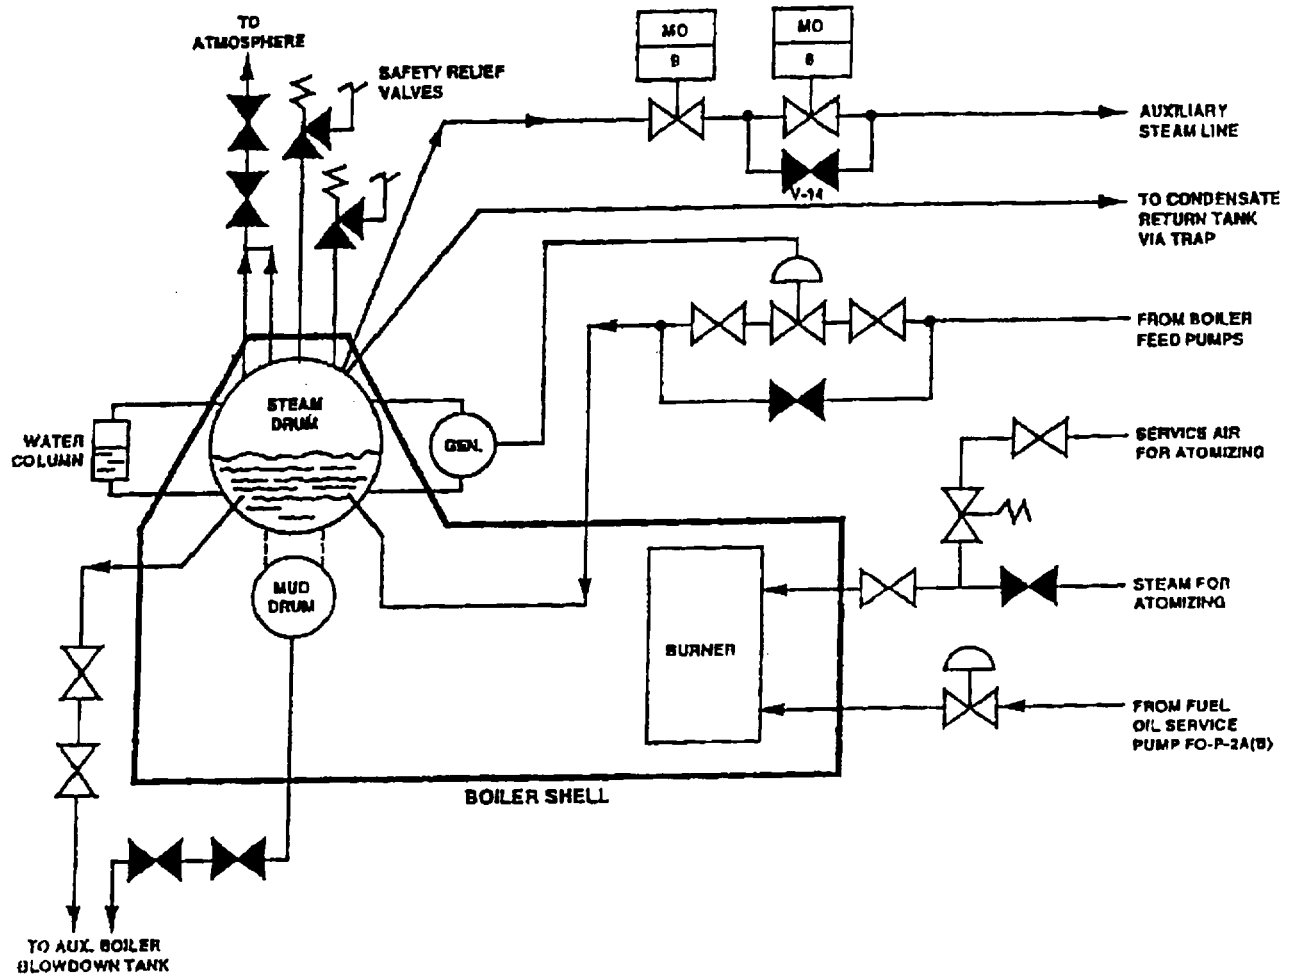 TO
ATMOSPHERE
SAFETY RELIEF
VALVES
MO
9
MO
6
AUXILIARY
STEAM LINE
V-14
TO CONDENSATE
RETURN TANK
VIA TRAP
FROM BOILER
FEED PUMPS
STEAM
DRUM
WATER
COLUMN
GEN.
SERVICE AIR
FOR ATOMIZING
MUD
DRUM
STEAM FOR
ATOMIZING
BURNER
FROM FUEL
OIL SERVICE
PUMP FO-P-2A(B)
BOILER SHELL
TO AUX. BOILER
BLOWDOWN TANK